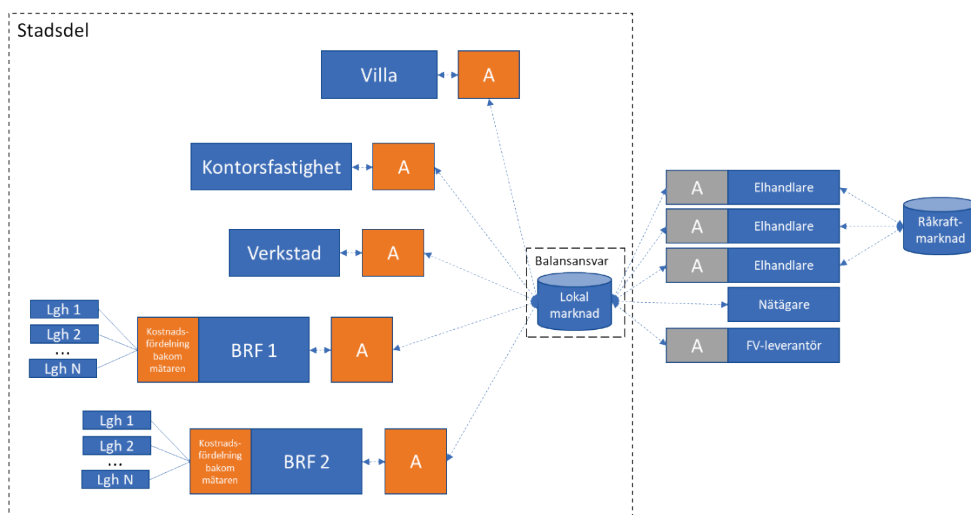 Stadsdel
Villa
A
Kontorsfastighet
A
Verkstad
A
Balansansvar
Lokal
marknad
A
Elhandlare
A
Elhandlare
A
Elhandlare
Nätägare
A
FV-leverantör
Råkraft-
marknad
Lgh 1
Lgh 2
...
Lgh N
Kostnads-
fördelning
bakom
mätaren
BRF 1
A
Lgh 1
Lgh 2
...
Lgh N
Kostnads-
fördelning
bakom
mätaren
BRF 2
A